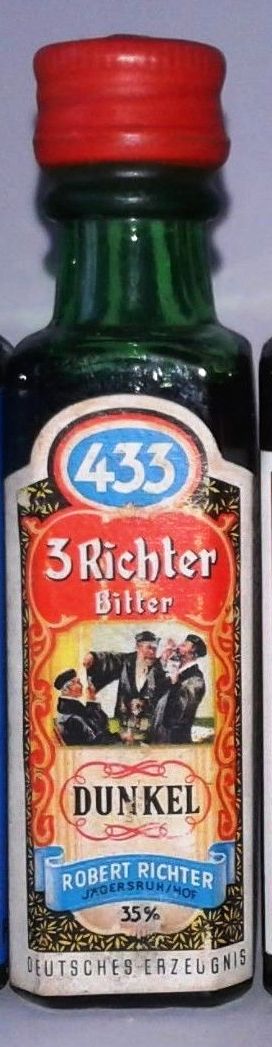 433
3 Richter
Bitter
DUNKEL
ROBERT RICHTER
JÄGERSRUH/HOF
35%
DEUTSCHES ERZEUGNIS